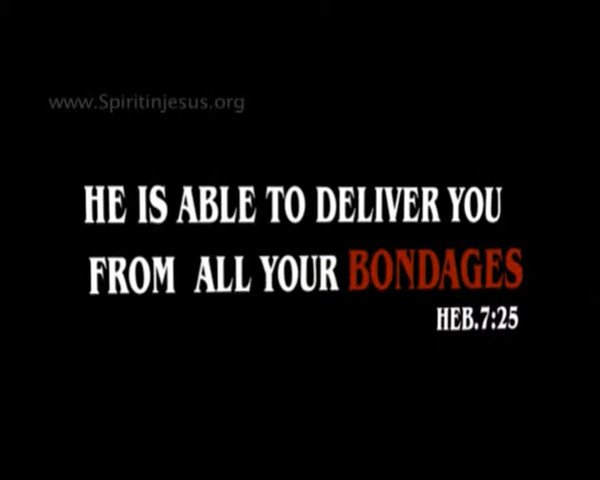 www.Spiritinjesus.org
HE IS ABLE TO DELIVER YOU
FROM ALL YOUR BONDAGES
HEB.7:25